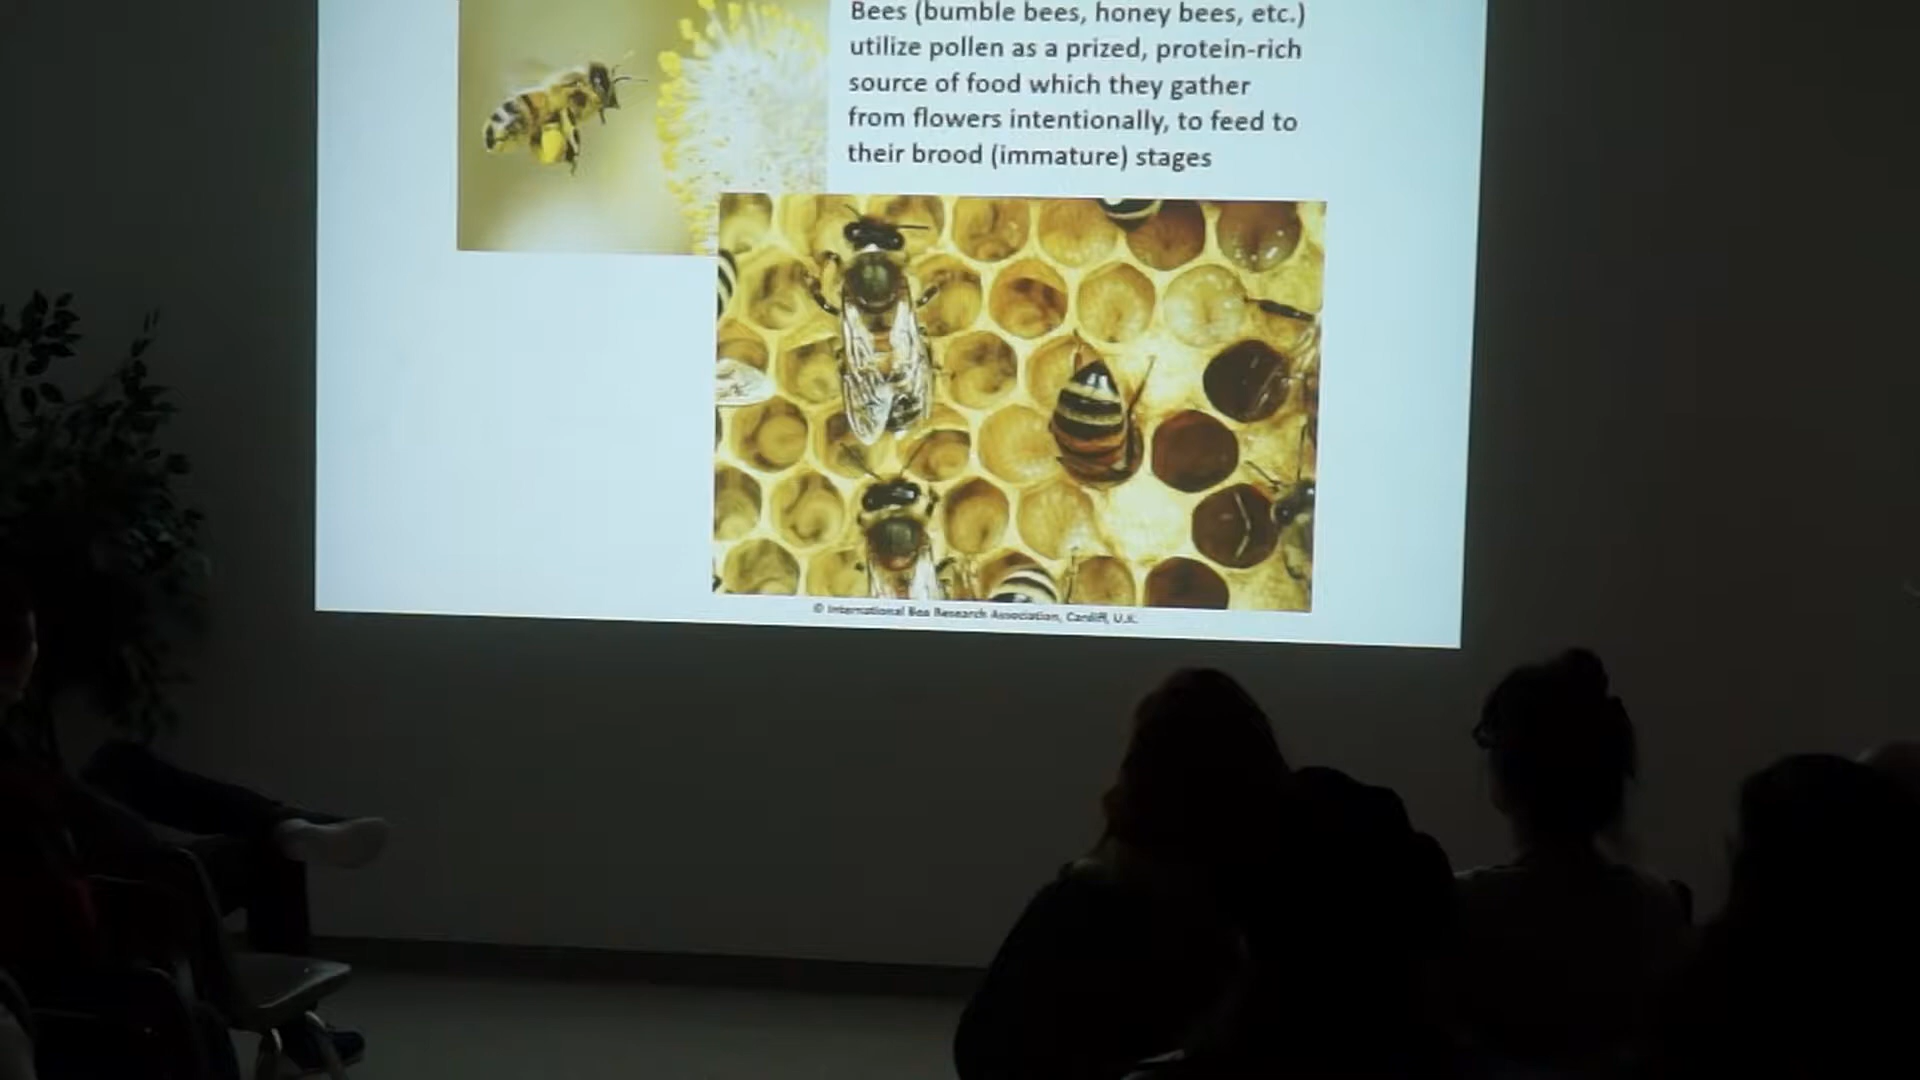 Bees (bumble bees, honey bees, etc.)
utilize pollen as a prized, protein-rich
source of food which they gather
from flowers intentionally, to feed to
their brood (immature) stages
© International Bee Research Association, Cardiff, U.K.